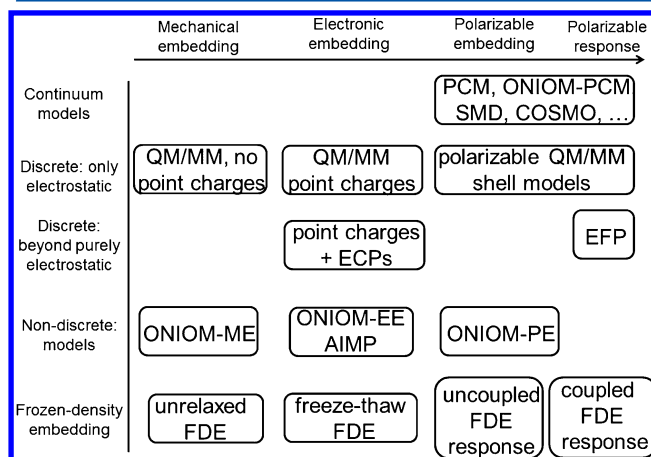 Mechanical embedding
Electronic embedding
Polarizable embedding
Polarizable response
Continuum models
PCM, ONIOM-PCM
SMD, COSMO, ...
Discrete: only electrostatic
QM/MM, no point charges
QM/MM point charges
polarizable QM/MM shell models
Discrete: beyond purely electrostatic
point charges + ECPs
EFP
Non-discrete: models
ONIOM-ME
ONIOM-EE AIMP
ONIOM-PE
Frozen-density embedding
unrelaxed FDE
freeze-thaw FDE
uncoupled FDE response
coupled FDE response